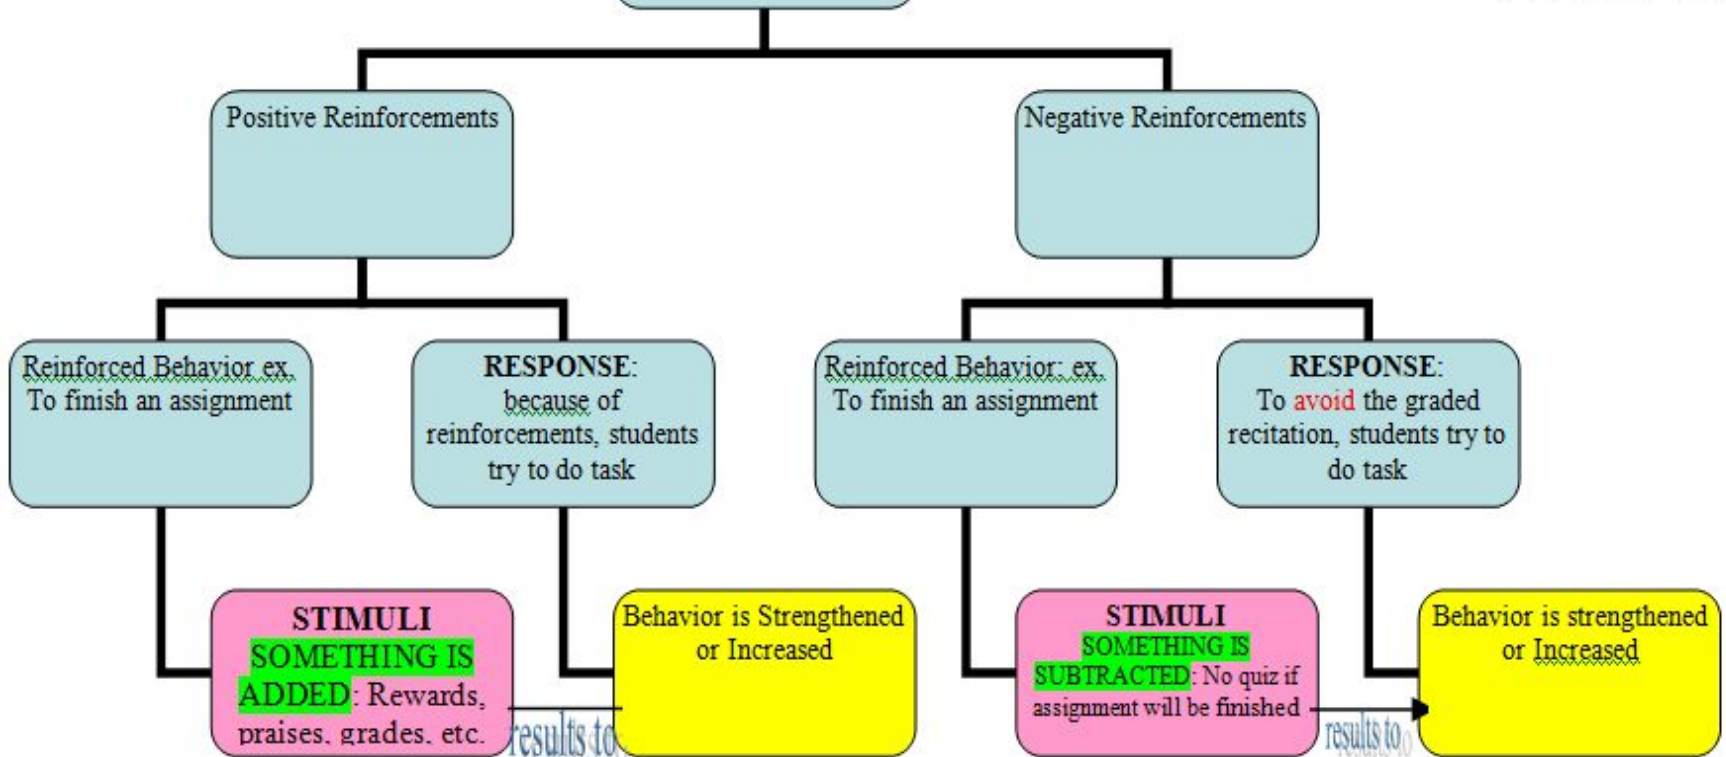 Positive Reinforcements
Negative Reinforcements
Reinforced Behavior ex.
To finish an assignment
RESPONSE:
because of
reinforcements, students
try to do task
Reinforced Behavior: ex.
To finish an assignment
RESPONSE:
To avoid the graded
recitation, students try to
do task
STIMULI
SOMETHING IS
ADDED: Rewards,
praises, grades, etc.
results to
Behavior is Strengthened
or Increased
STIMULI
SOMETHING IS
SUBTRACTED: No quiz if
assignment will be finished
results to
Behavior is strengthened
or Increased